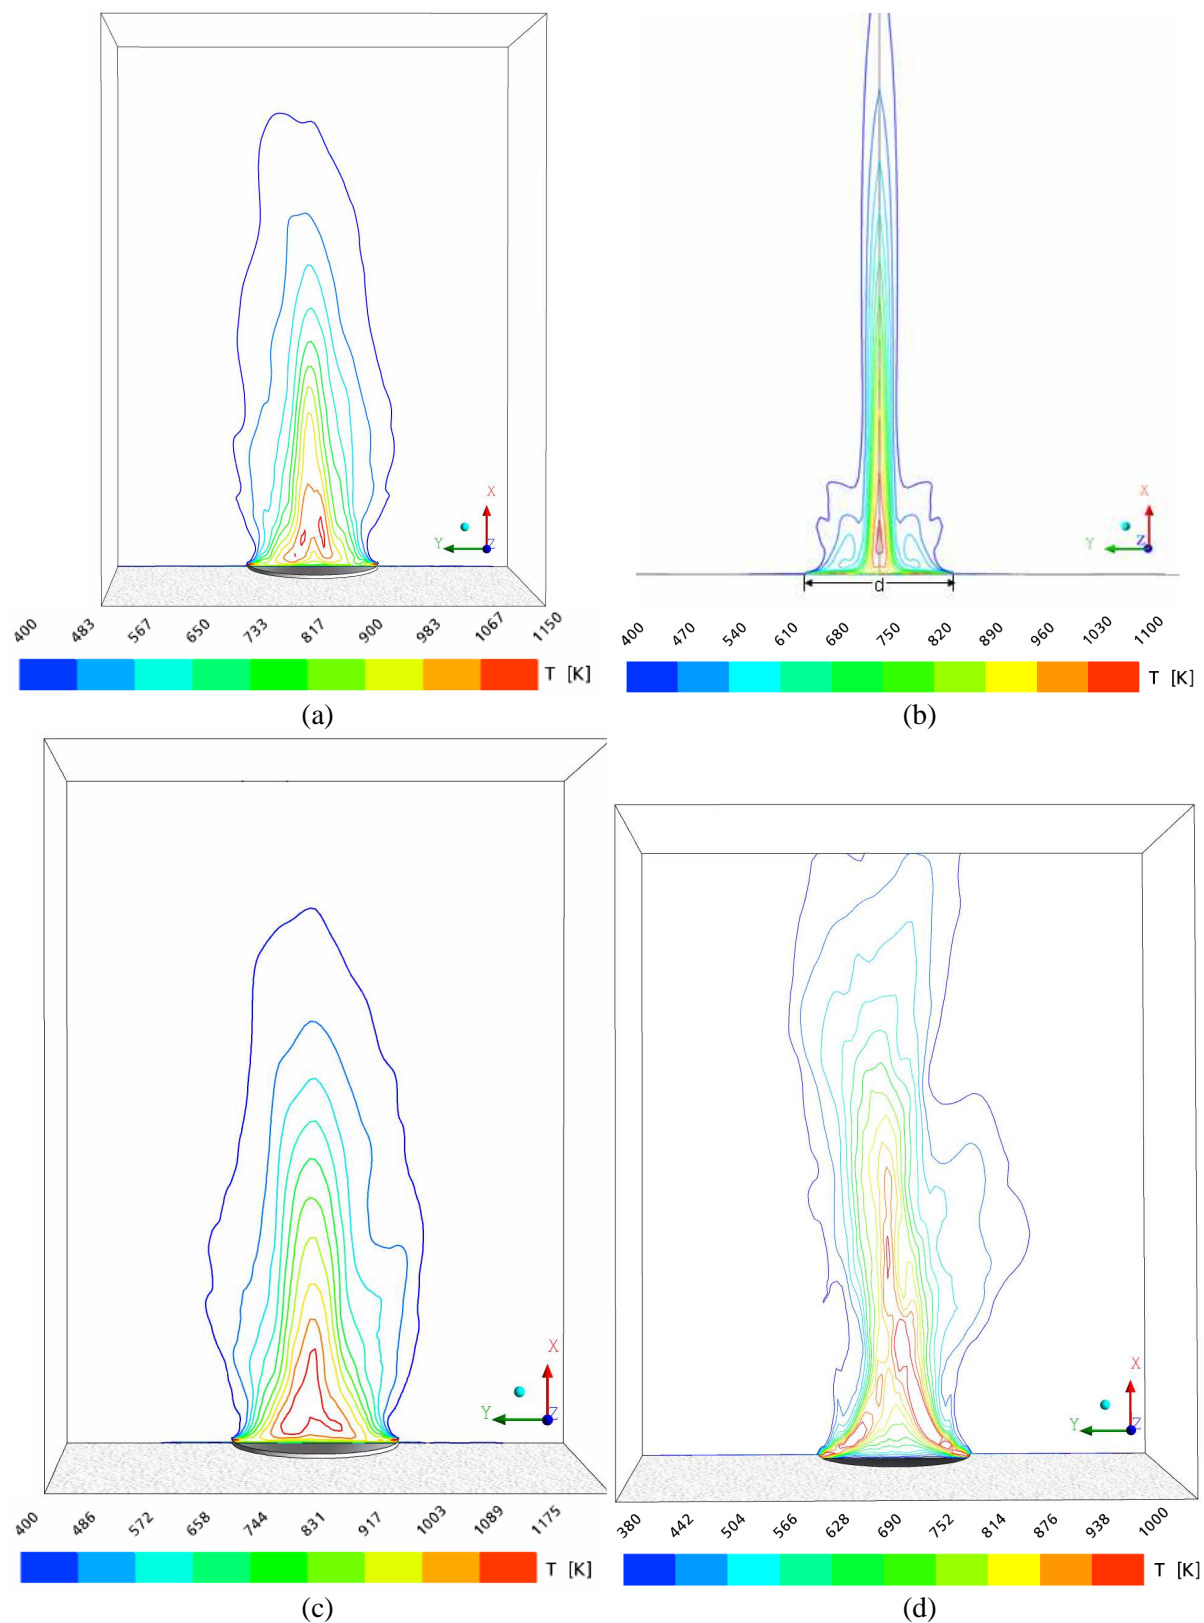 X
Y
Z
400 483 567 650 733 817 900 983 1067 1150
T [K]
(a)
X
Y
Z
d
400 470 540 610 680 750 820 890 960 1030 1100
T [K]
(b)
X
Y
Z
400 486 572 658 744 831 917 1003 1089 1175
T [K]
(c)
X
Y
Z
380 442 504 566 628 690 752 814 876 938 1000
T [K]
(d)